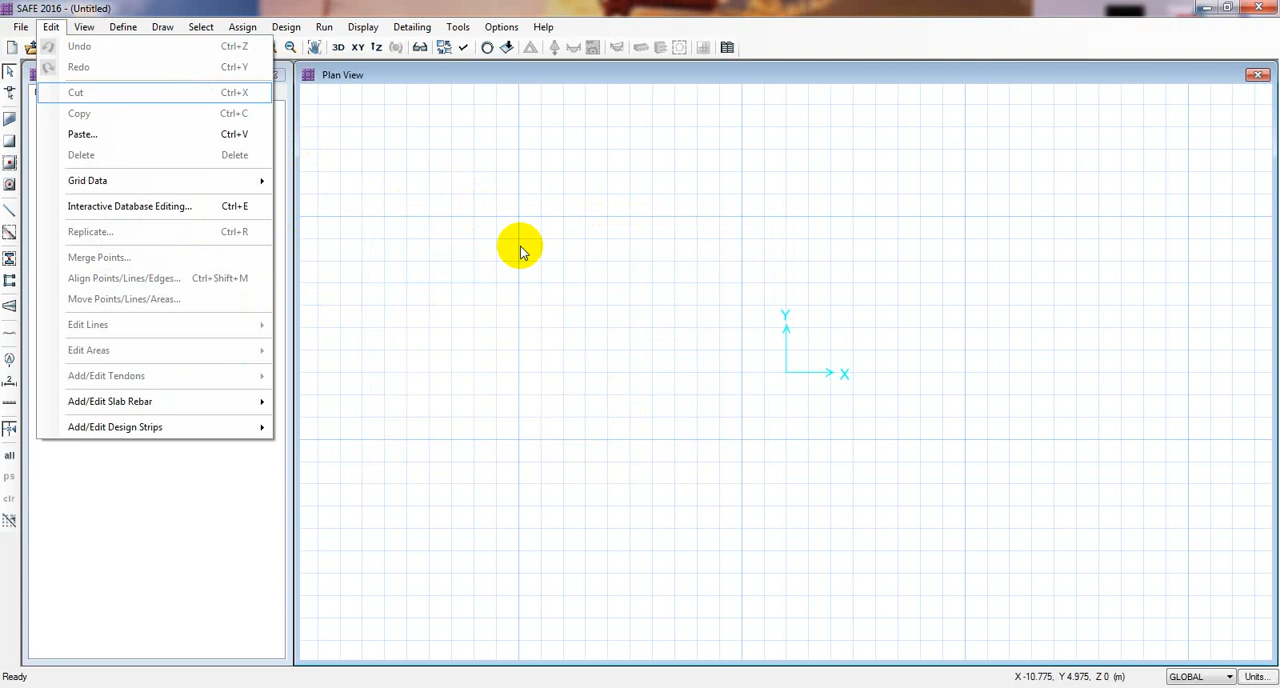 SAFE 2016 - (Untitled)
File Edit View Define Draw Select Assign Design Run Display Detailing Tools Options Help
3D XY
Plan View
Undo Ctrl+Z
Redo Ctrl+Y
Cut Ctrl+X
Copy Ctrl+C
Paste... Ctrl+V
Delete Delete
Grid Data
Interactive Database Editing... Ctrl+E
Replicate... Ctrl+R
Merge Points...
Align Points/Lines/Edges... Ctrl+Shift+M
Move Points/Lines/Areas...
Edit Lines
Edit Areas
Add/Edit Tendons
Add/Edit Slab Rebar
Add/Edit Design Strips
Y
X
all
ps
clr
Ready X -10.775, Y 4.975, Z 0 (m) GLOBAL Units...